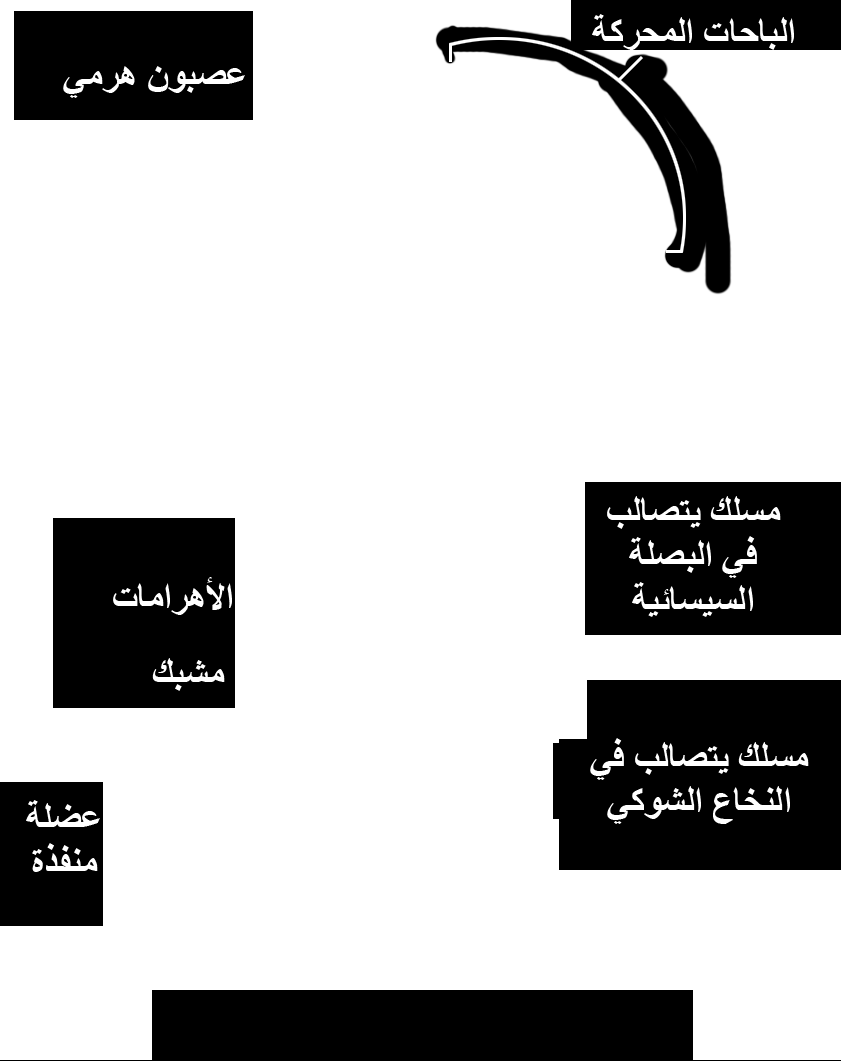 الباحات المحركة
عصبون هرمي
مسلك يتصالب
في البصلة
السيسائية
الأهرامات
مشبك
مسلك يتصالب في
النخاع الشوكي
عضلة
منفذة